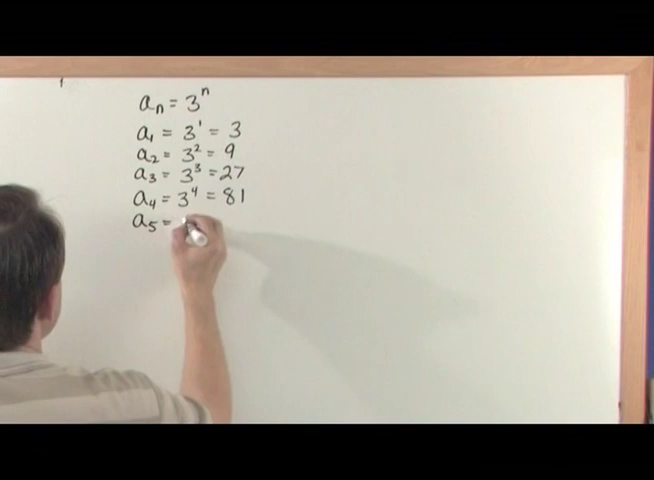 aₙ = 3ⁿ
a₁ = 3¹ = 3
a₂ = 3² = 9
a₃ = 3³ = 27
a₄ = 3⁴ = 81
a₅ =